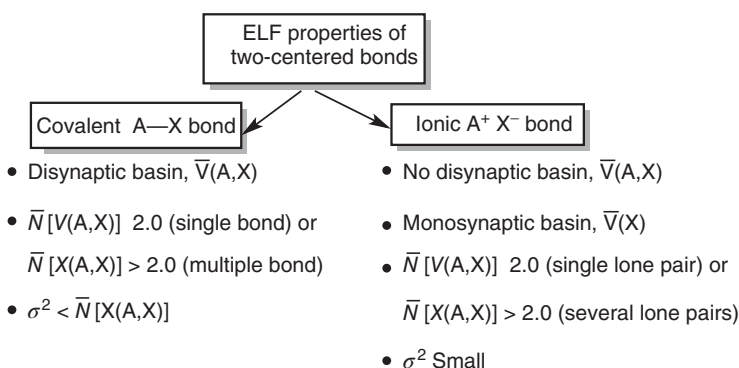 ELF properties of
two-centered bonds
Covalent A—X bond
• Disynaptic basin, V̅(A,X)
• N̅ [V(A,X)] 2.0 (single bond) or
N̅ [X(A,X)] > 2.0 (multiple bond)
• σ² < N̅ [X(A,X)]
Ionic A⁺ X⁻ bond
• No disynaptic basin, V̅(A,X)
• Monosynaptic basin, V̅(X)
• N̅ [V(A,X)] 2.0 (single lone pair) or
N̅ [X(A,X)] > 2.0 (several lone pairs)
• σ² Small